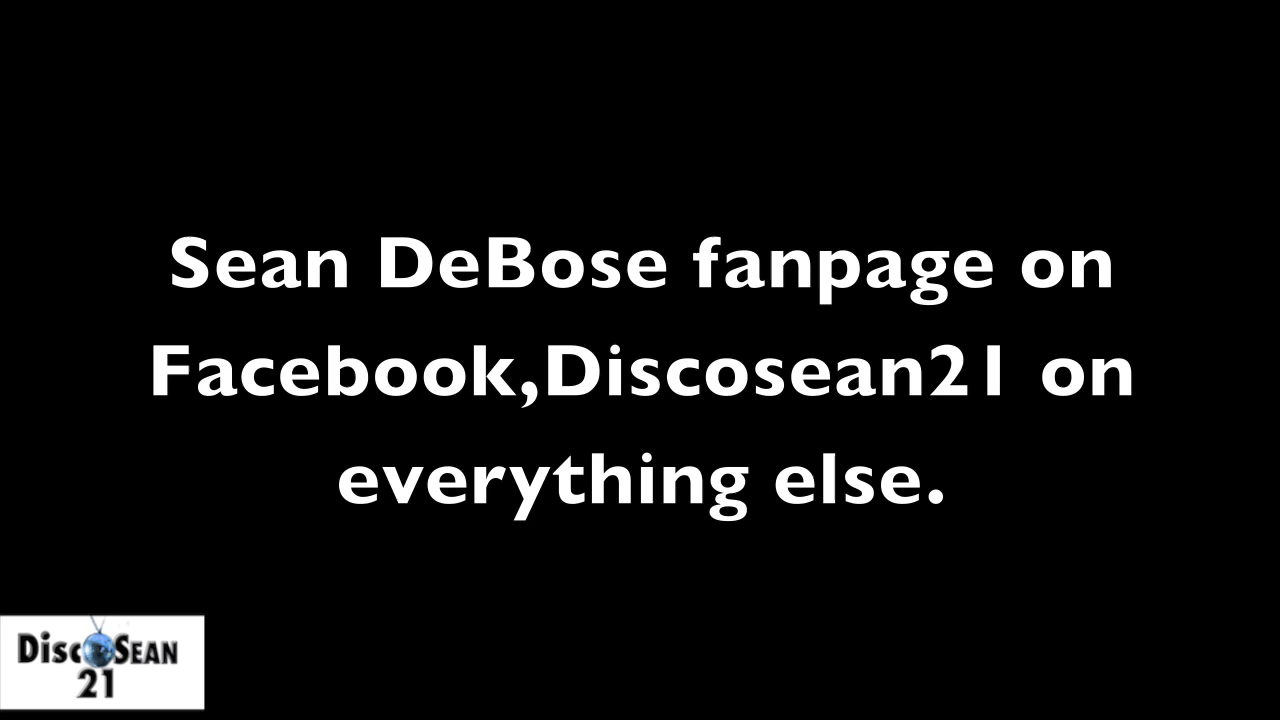 Sean DeBose fanpage on
Facebook,Discosean21 on
everything else.
DiscoSean
21